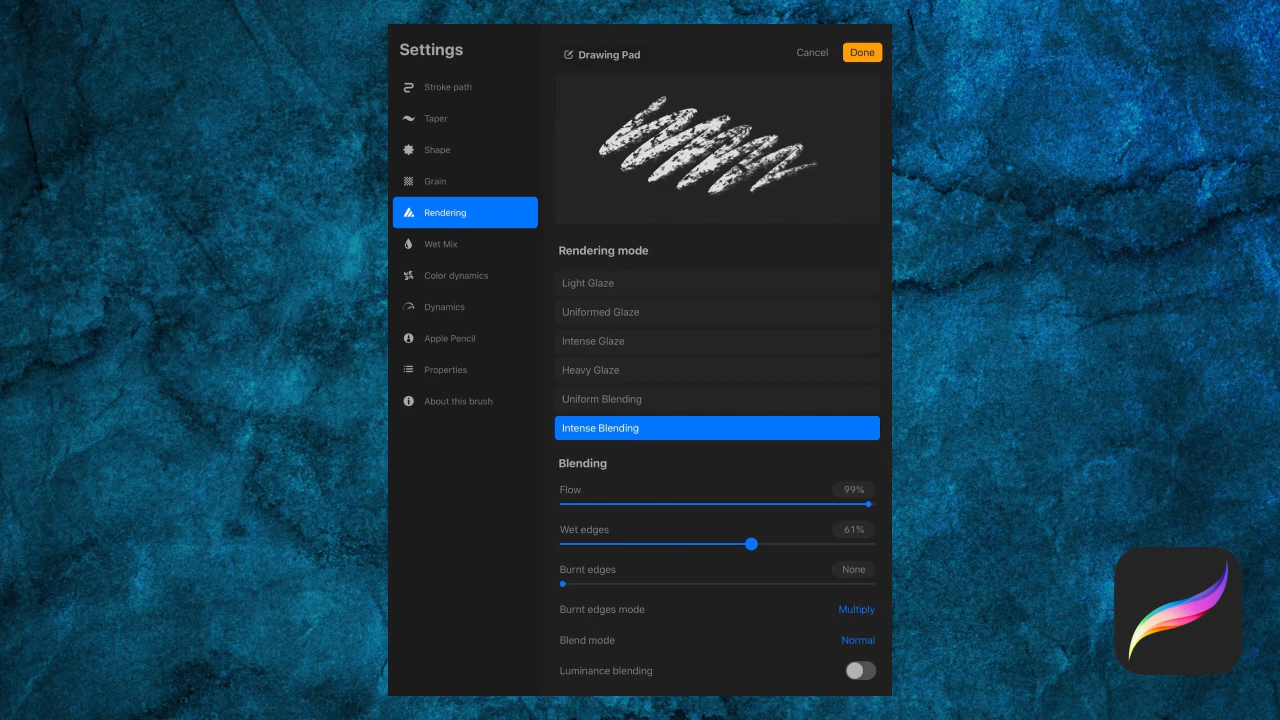 Settings
Stroke path
Taper
Shape
Grain
Rendering
Wet Mix
Color dynamics
Dynamics
Apple Pencil
Properties
About this brush
Drawing Pad
Cancel
Done
Rendering mode
Light Glaze
Uniformed Glaze
Intense Glaze
Heavy Glaze
Uniform Blending
Intense Blending
Blending
Flow 99%
Wet edges 61%
Burnt edges None
Burnt edges mode Multiply
Blend mode Normal
Luminance blending